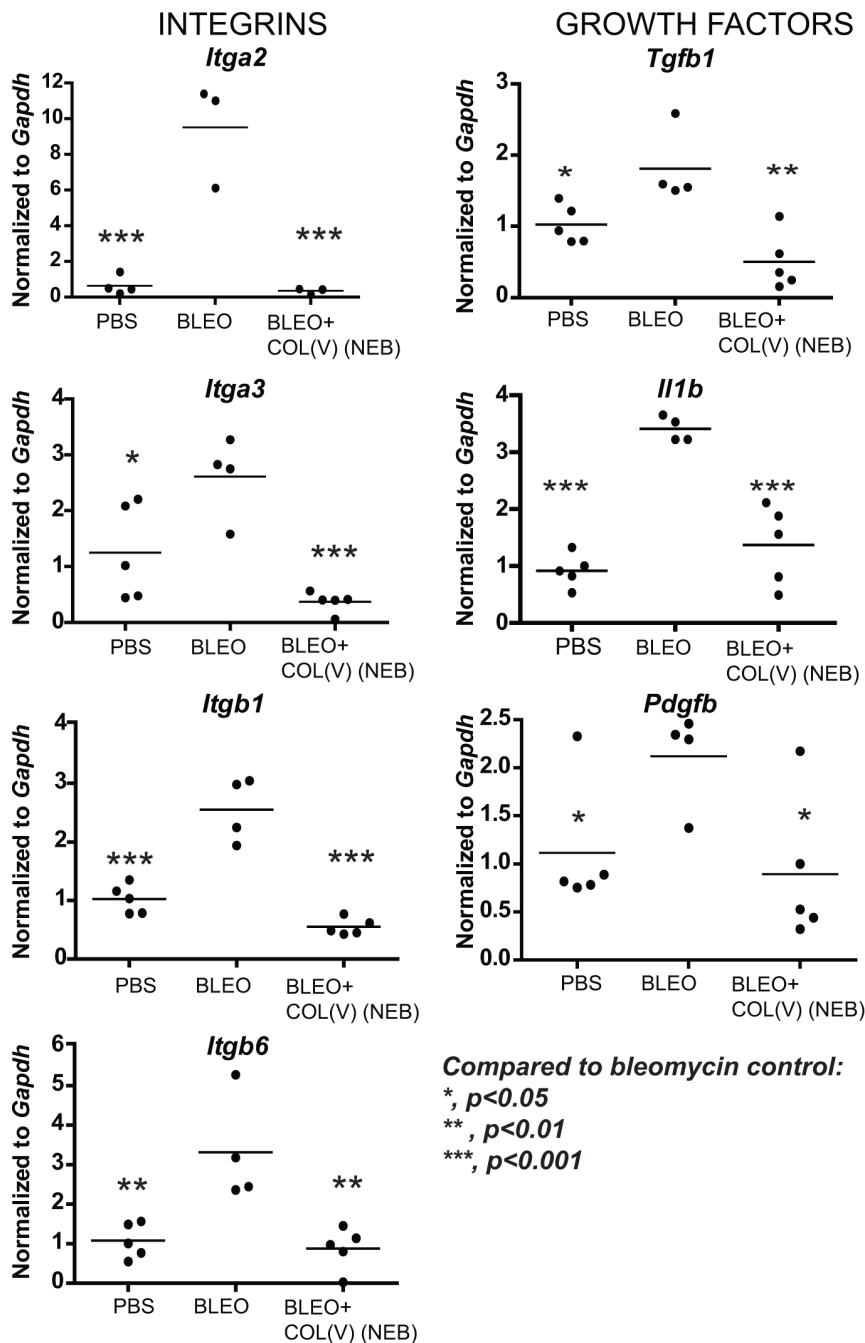 INTEGRINS
Itga2
Normalized to Gapdh
12
10
8
6
4
2
0
***
***
PBS
BLEO
BLEO+
COL(V) (NEB)
Itga3
Normalized to Gapdh
4
3
2
1
0
*
***
PBS
BLEO
BLEO+
COL(V) (NEB)
Itgb1
Normalized to Gapdh
4
3
2
1
0
***
***
PBS
BLEO
BLEO+
COL(V) (NEB)
Itgb6
Normalized to Gapdh
6
5
4
3
2
1
0
**
**
PBS
BLEO
BLEO+
COL(V) (NEB)
GROWTH FACTORS
Tgfb1
Normalized to Gapdh
3
2
1
0
*
**
PBS
BLEO
BLEO+
COL(V) (NEB)
Il1b
Normalized to Gapdh
4
3
2
1
0
***
***
PBS
BLEO
BLEO+
COL(V) (NEB)
Pdgfb
Normalized to Gapdh
2.5
2.0
1.5
1.0
0.5
0.0
*
*
PBS
BLEO
BLEO+
COL(V) (NEB)
Compared to bleomycin control:
*, p<0.05
** , p<0.01
***, p<0.001